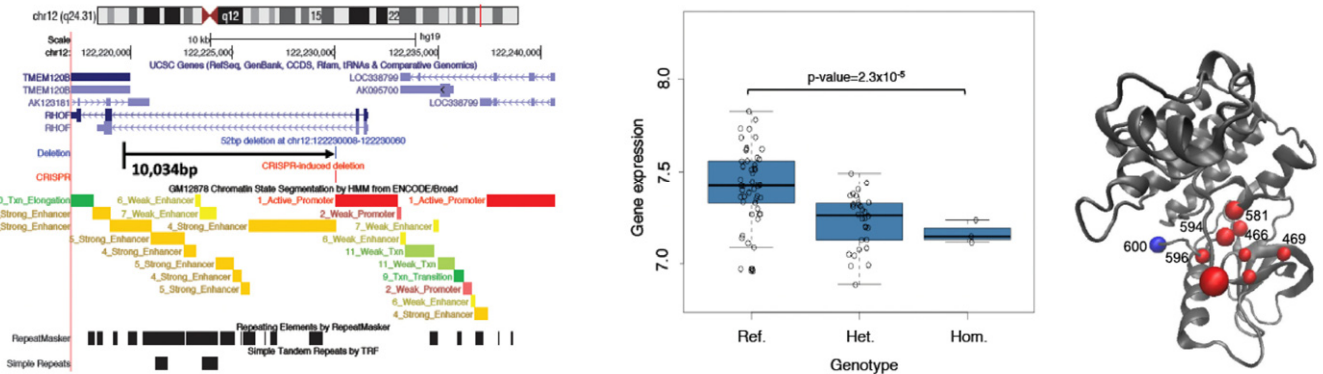 chr12 (q24.31) q12 15 22
Scale 10 kb hg19
chr12: 122,220,000 122,225,000 122,230,000 122,235,000 122,240,000
UCSC Genes (RefSeq, GenBank, CCDS, Rfam, tRNAs & Comparative Genomics)
TMEM120B LOC338799
TMEM120B AK095700
AK123181 LOC338799
RHOF
RHOF
52bp deletion at chr12:122230008-122230060
Deletion
10,034bp
CRISPR-induced deletion
CRISPR
GM12878 Chromatin State Segmentation by HMM from ENCODE/Broad
0_Txn_Elongation 6_Weak_Enhancer 1_Active_Promoter 1_Active_Promoter
Strong_Enhancer 7_Weak_Enhancer 2_Weak_Promoter
Strong_Enhancer 4_Strong_Enhancer 7_Weak_Enhancer
5_Strong_Enhancer 6_Weak_Enhancer
4_Strong_Enhancer 11_Weak_Txn
5_Strong_Enhancer 11_Weak_Txn
4_Strong_Enhancer 9_Txn_Transition
5_Strong_Enhancer 2_Weak_Promoter
6_Weak_Enhancer
4_Strong_Enhancer
Repeating Elements by RepeatMasker
RepeatMasker
Simple Tandem Repeats by TRF
Simple Repeats
p-value=2.3x10⁻⁵
Gene expression
8.0
7.5
7.0
Ref. Het. Hom.
Genotype
581
594 466
600 469
596